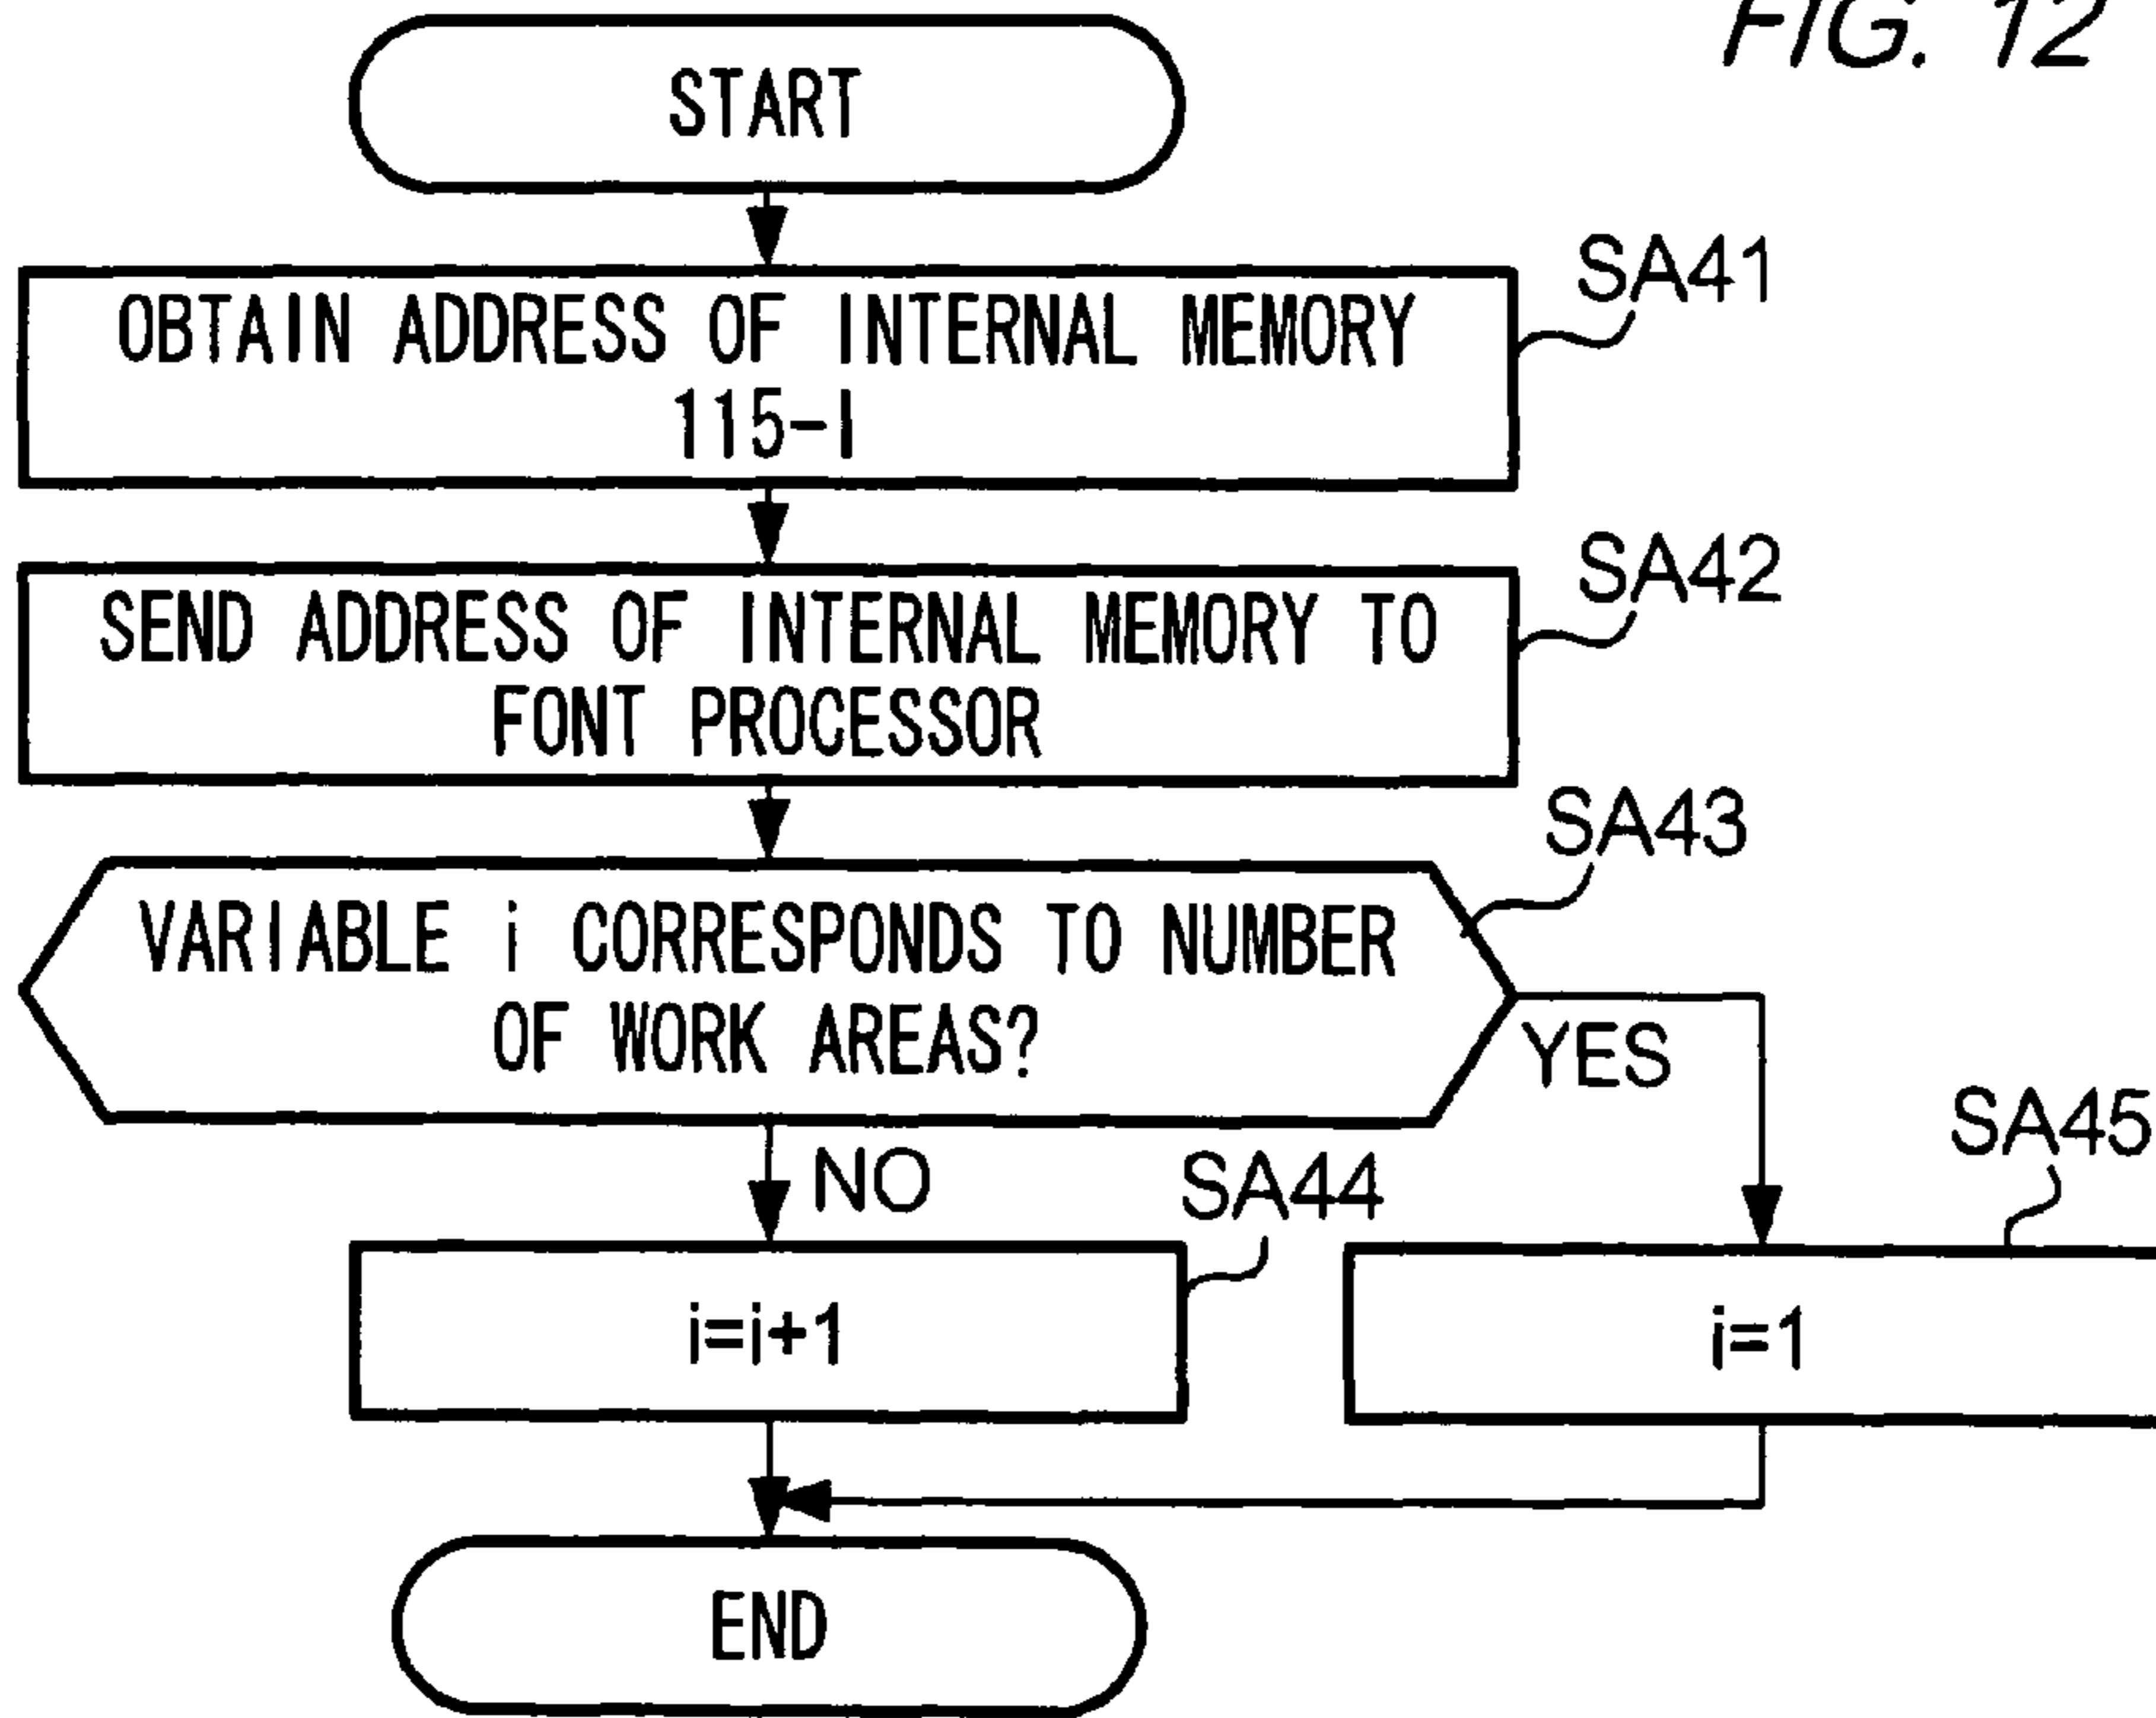 FIG. 12
START
SA41
OBTAIN ADDRESS OF INTERNAL MEMORY
115-I
SA42
SEND ADDRESS OF INTERNAL MEMORY TO
FONT PROCESSOR
SA43
VARIABLE i CORRESPONDS TO NUMBER
OF WORK AREAS?
YES
NO
SA44
SA45
i=i+1
i=1
END